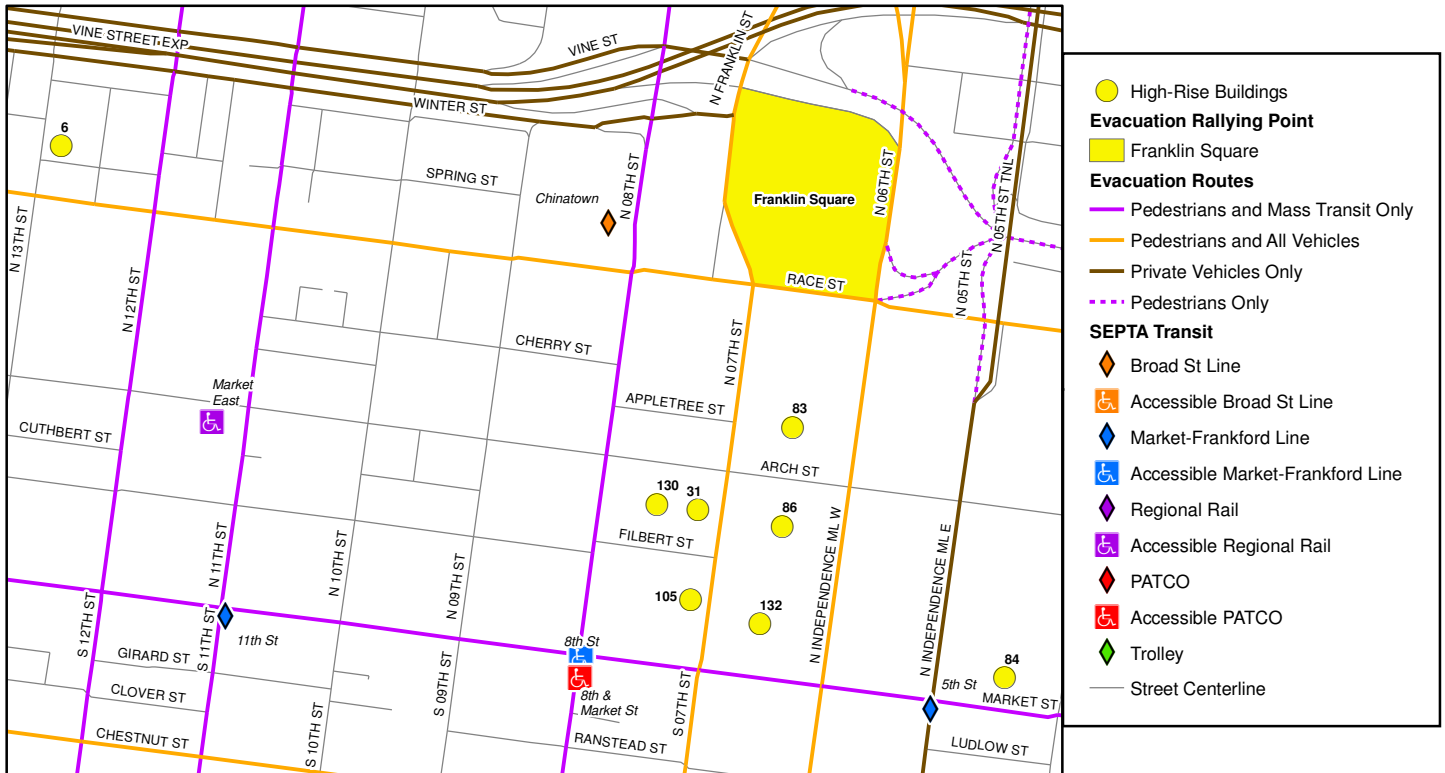 VINE STREET EXP
VINE ST
N FRANKLIN ST
WINTER ST
6
SPRING ST
Chinatown
N 08TH ST
Franklin Square
N 06TH ST
N 05TH ST TNL
N 13TH ST
N 12TH ST
RACE ST
N 05TH ST
CHERRY ST
N 07TH ST
Market
East
APPLETREE ST
83
CUTHBERT ST
ARCH ST
130
31
86
FILBERT ST
N 11TH ST
N 10TH ST
N 09TH ST
N INDEPENDENCE ML W
N INDEPENDENCE ML E
105
132
S 12TH ST
S 11TH ST
11th St
8th St
GIRARD ST
S 09TH ST
8th &
Market St
S 07TH ST
5th St
84
MARKET ST
CLOVER ST
CHESTNUT ST
S 10TH ST
RANSTEAD ST
LUDLOW ST
High-Rise Buildings
Evacuation Rallying Point
Franklin Square
Evacuation Routes
Pedestrians and Mass Transit Only
Pedestrians and All Vehicles
Private Vehicles Only
Pedestrians Only
SEPTA Transit
Broad St Line
Accessible Broad St Line
Market-Frankford Line
Accessible Market-Frankford Line
Regional Rail
Accessible Regional Rail
PATCO
Accessible PATCO
Trolley
Street Centerline